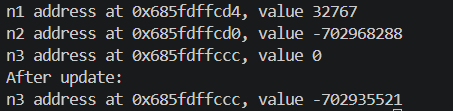 n1 address at 0x685fdffcd4, value 32767
n2 address at 0x685fdffcd0, value -702968288
n3 address at 0x685fdffccc, value 0
After update:
n3 address at 0x685fdffccc, value -702935521